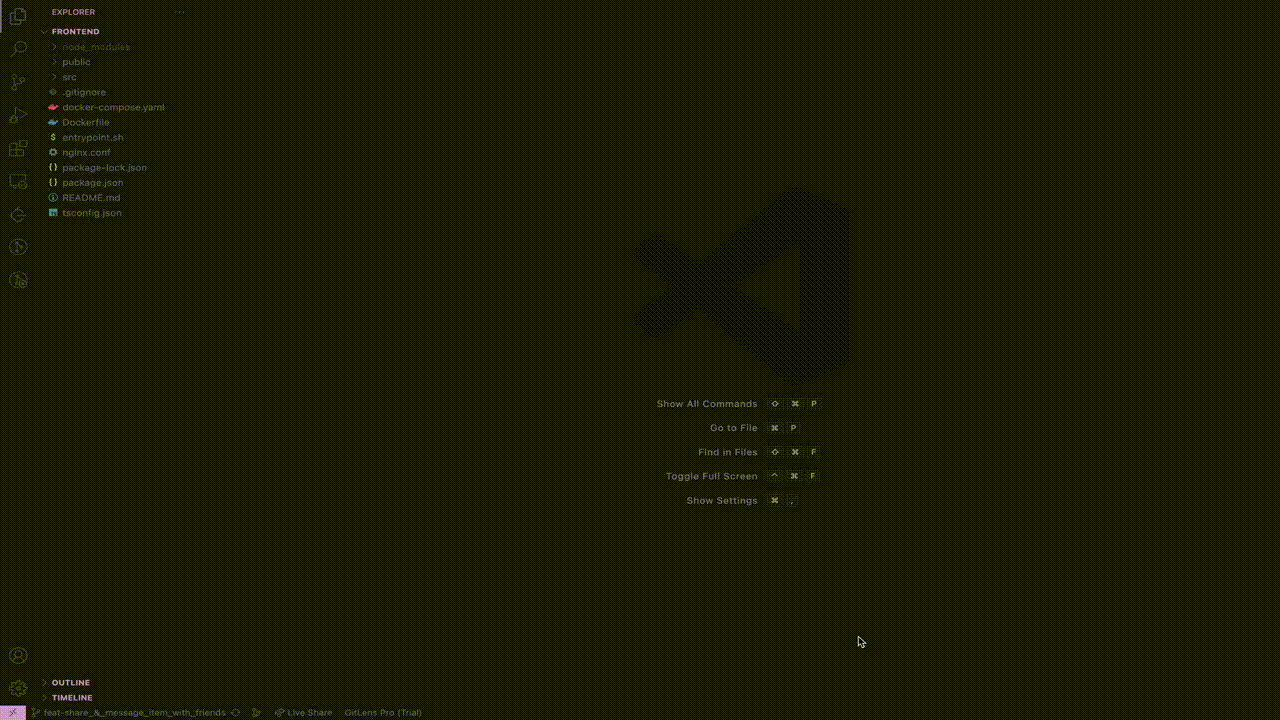 EXPLORER ...
FRONTEND
node_modules
public
src
.gitignore
docker-compose.yaml
Dockerfile
$ entrypoint.sh
nginx.conf
{} package-lock.json
{} package.json
README.md
tsconfig.json
Show All Commands ⇧ ⌘ P
Go to File ⌘ P
Find in Files ⇧ ⌘ F
Toggle Full Screen ^ ⌘ F
Show Settings ⌘ ,
OUTLINE
TIMELINE
feat-share_&_message_item_with_friends Live Share GitLens Pro (Trial)